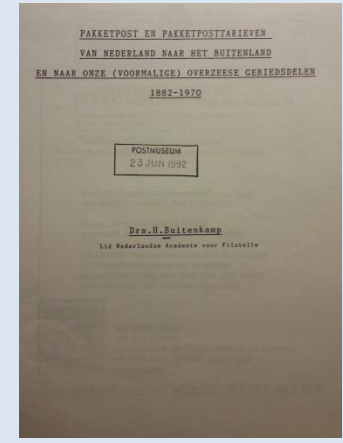 PAKKETPOST EN PAKKETPOSTTARIEVEN
VAN NEDERLAND NAAR HET BUITENLAND
EN NAAR ONZE (VOORMALIGE) OVERZEESE GEBIEDSDELEN
1882-1970
POSTMUSEUM
23 JUN 1992
Drs.H.Buitenkamp
Lid Nederlandse Academie voor Filatelie